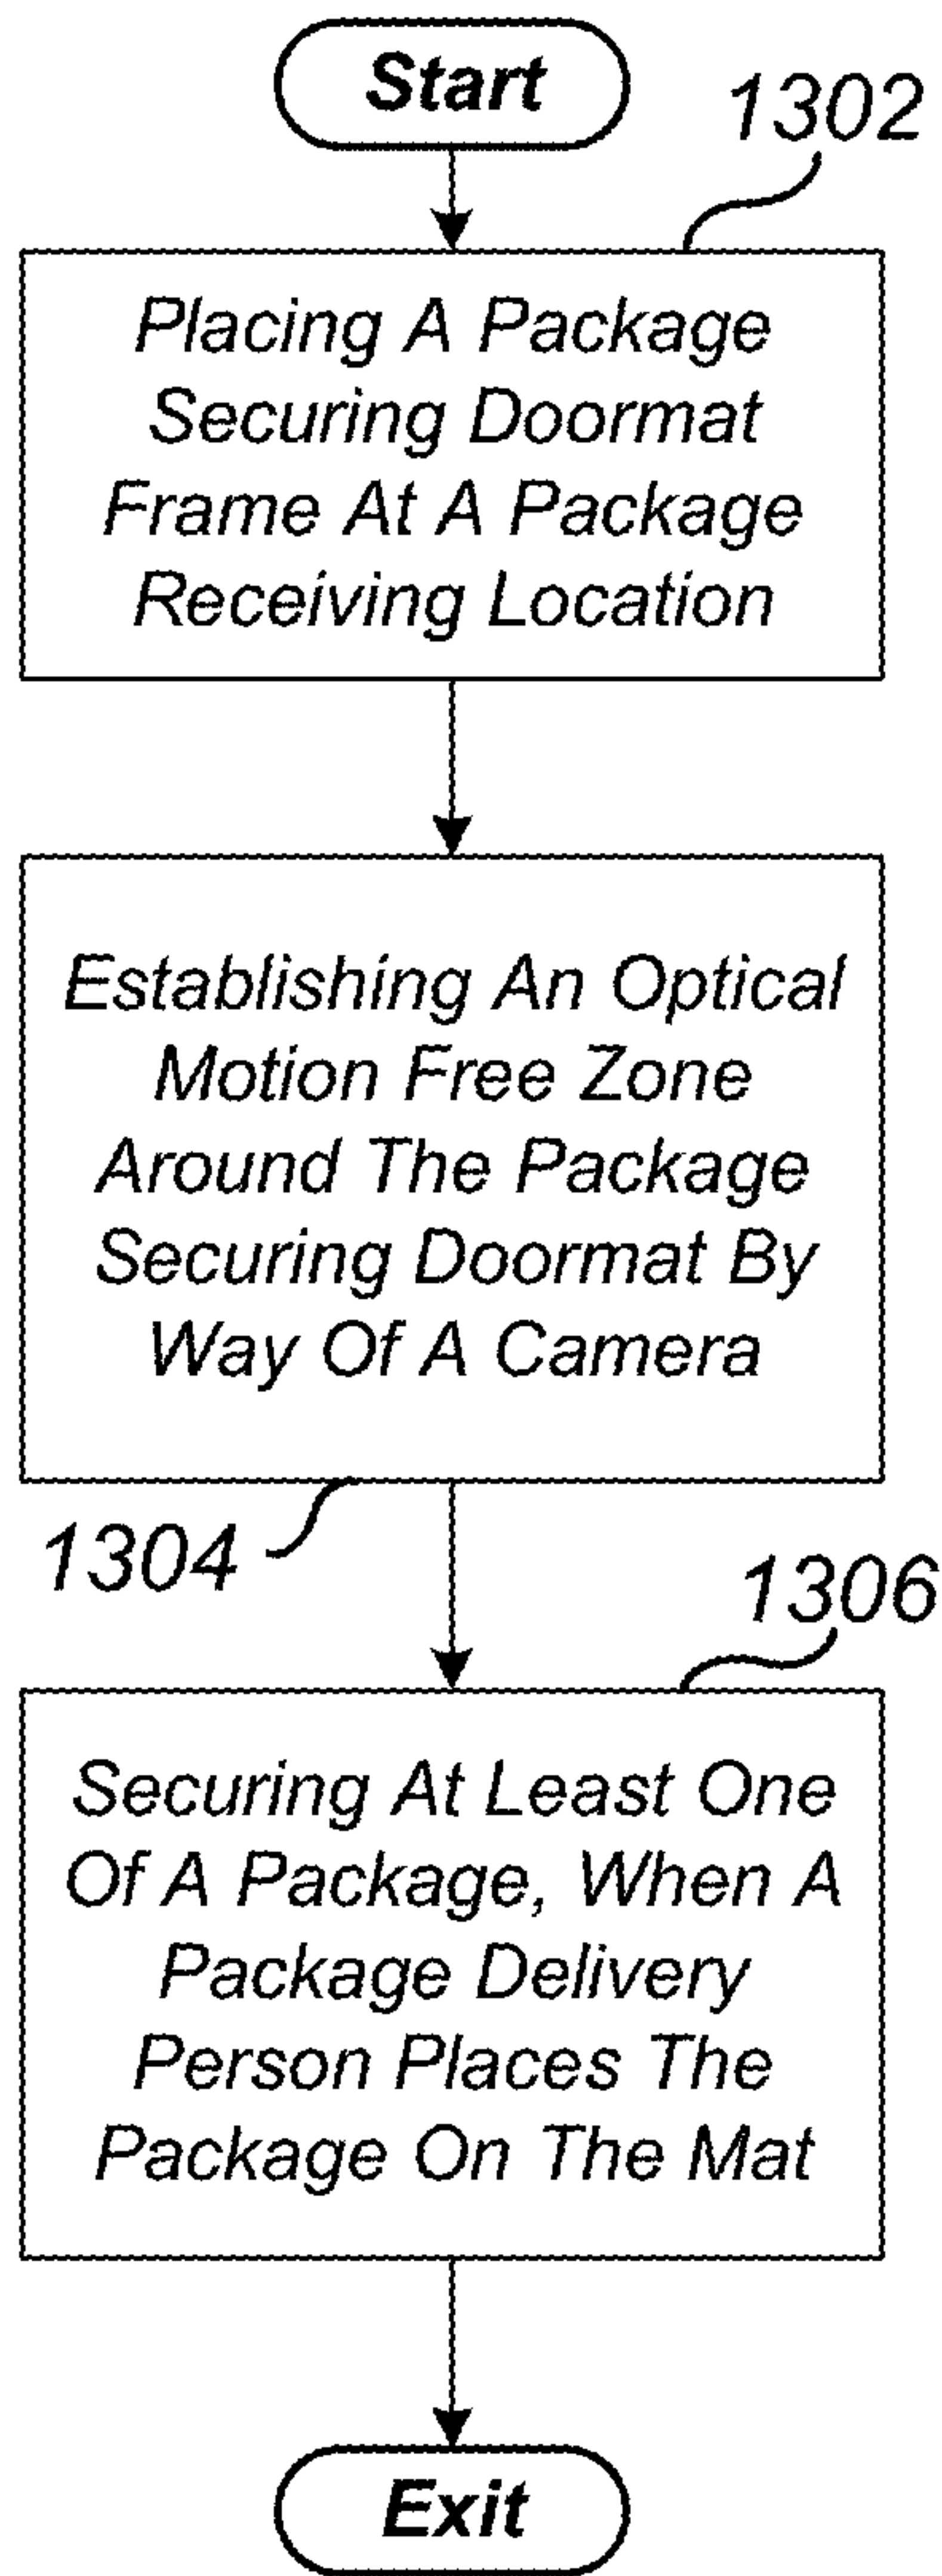 Start
1302
Placing A Package
Securing Doormat
Frame At A Package
Receiving Location
Establishing An Optical
Motion Free Zone
Around The Package
Securing Doormat By
Way Of A Camera
1304
1306
Securing At Least One
Of A Package, When A
Package Delivery
Person Places The
Package On The Mat
Exit